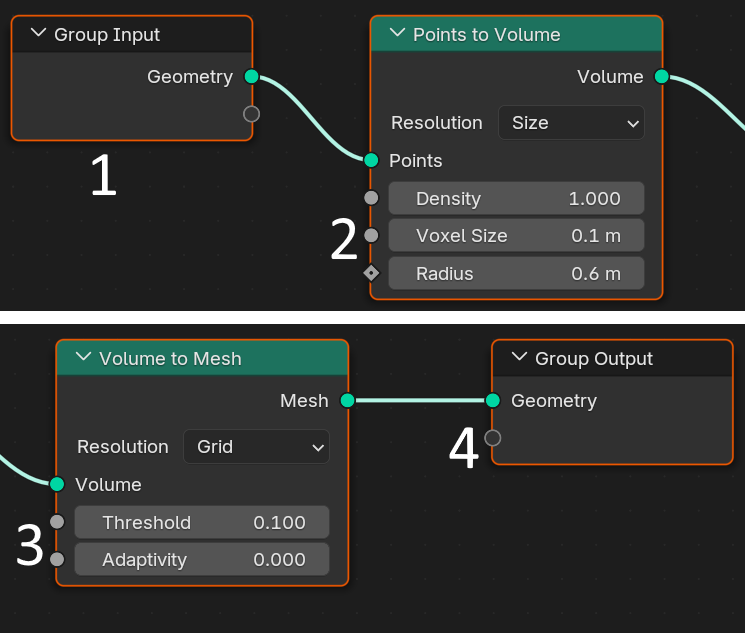 Group Input
Geometry
1
Points to Volume
Volume
Resolution Size
Points
Density 1.000
2
Voxel Size 0.1 m
Radius 0.6 m
Volume to Mesh
Mesh
Resolution Grid
Volume
Threshold 0.100
3
Adaptivity 0.000
Group Output
Geometry
4